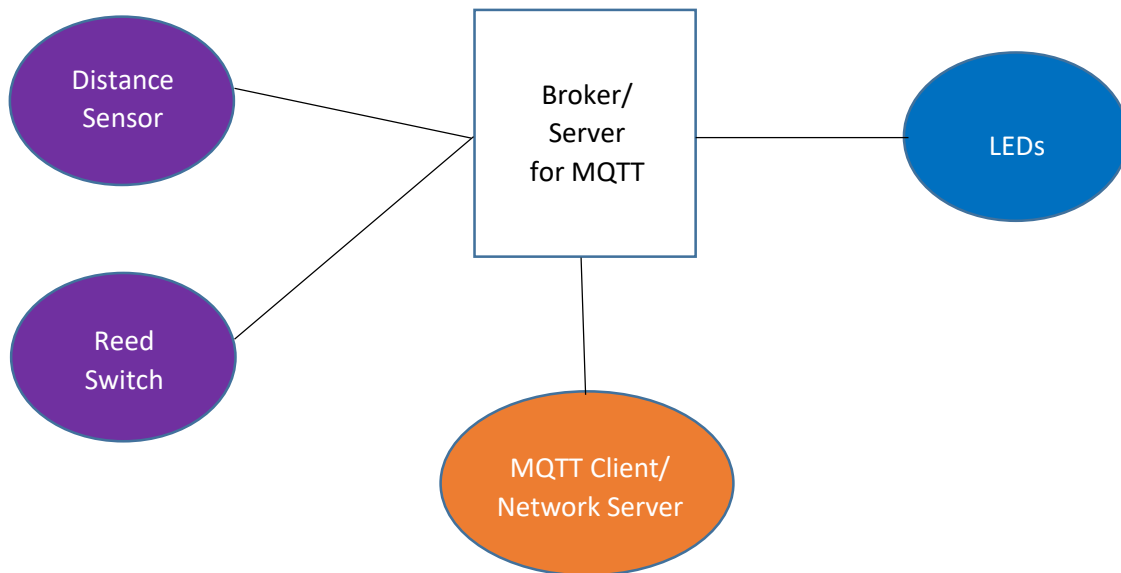 Distance
Sensor
Broker/
Server
for MQTT
LEDs
Reed
Switch
MQTT Client/
Network Server